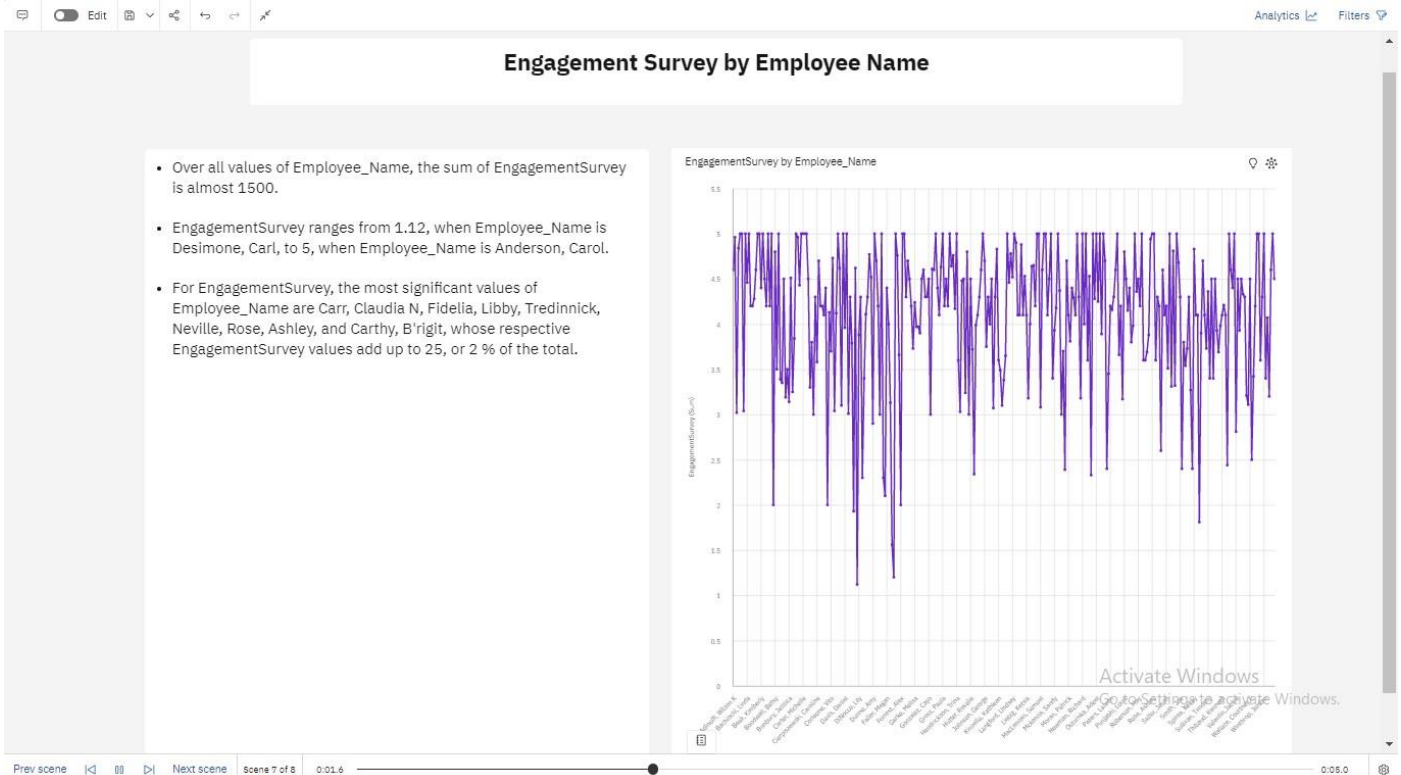 Edit
Analytics
Filters
Engagement Survey by Employee Name
• Over all values of Employee_Name, the sum of EngagementSurvey
is almost 1500.
• EngagementSurvey ranges from 1.12, when Employee_Name is
Desimone, Carl, to 5, when Employee_Name is Anderson, Carol.
• For EngagementSurvey, the most significant values of
Employee_Name are Carr, Claudia N, Fidelia, Libby, Tredinnick,
Neville, Rose, Ashley, and Carthy, B'rigit, whose respective
EngagementSurvey values add up to 25, or 2 % of the total.
EngagementSurvey by Employee_Name
EngagementSurvey (Sum)
5.5
5
4.5
4
3.5
3
2.5
2
1.5
1
0.5
0
Activate Windows
Go to Settings to activate Windows.
Prev scene
Next scene
Scene 7 of 8
0:01.6
0:05.0